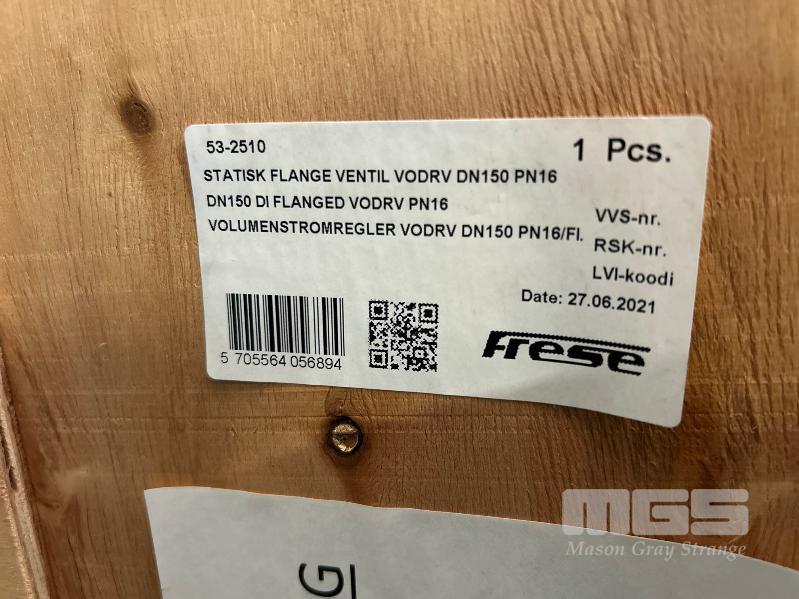 53-2510
1 Pcs.
STATISK FLANGE VENTIL VODRV DN150 PN16
DN150 DI FLANGED VODRV PN16
VOLUMENSTROMREGLER VODRV DN150 PN16/Fl.
VVS-nr.
RSK-nr.
LVI-koodi
Date: 27.06.2021
5 705564 056894
Frese
G
MGS
Mason Gray Strange